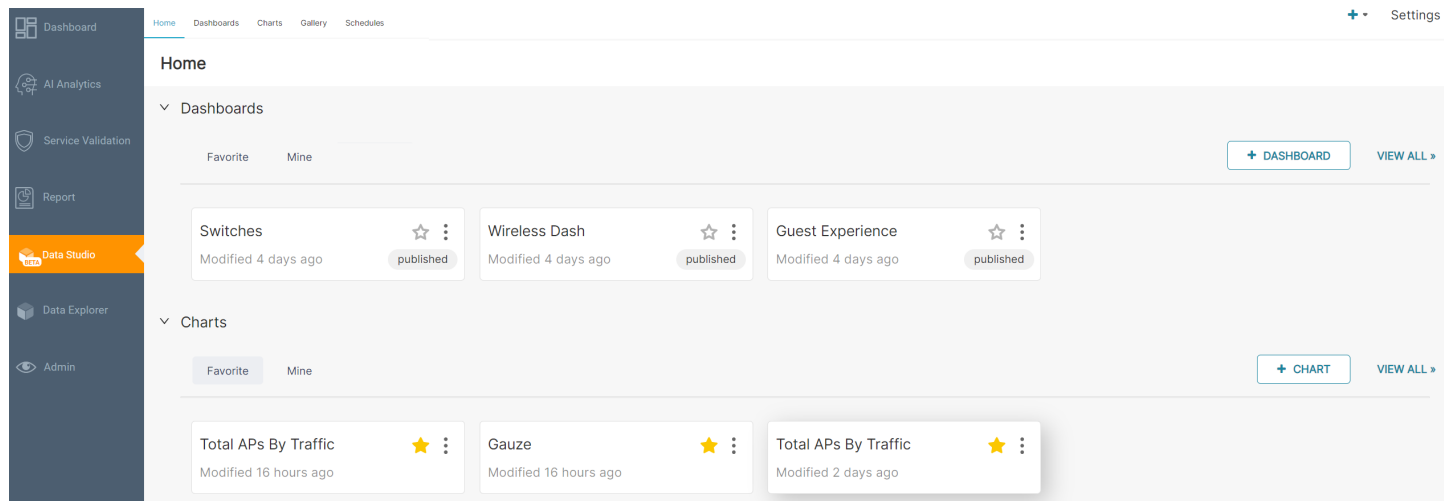 Dashboard
AI Analytics
Service Validation
Report
Data Studio
BETA
Data Explorer
Admin
Home Dashboards Charts Gallery Schedules
+ Settings
Home
Dashboards
Favorite Mine
+ DASHBOARD VIEW ALL »
Switches
Modified 4 days ago published
Wireless Dash
Modified 4 days ago published
Guest Experience
Modified 4 days ago published
Charts
Favorite Mine
+ CHART VIEW ALL »
Total APs By Traffic
Modified 16 hours ago
Gauze
Modified 16 hours ago
Total APs By Traffic
Modified 2 days ago